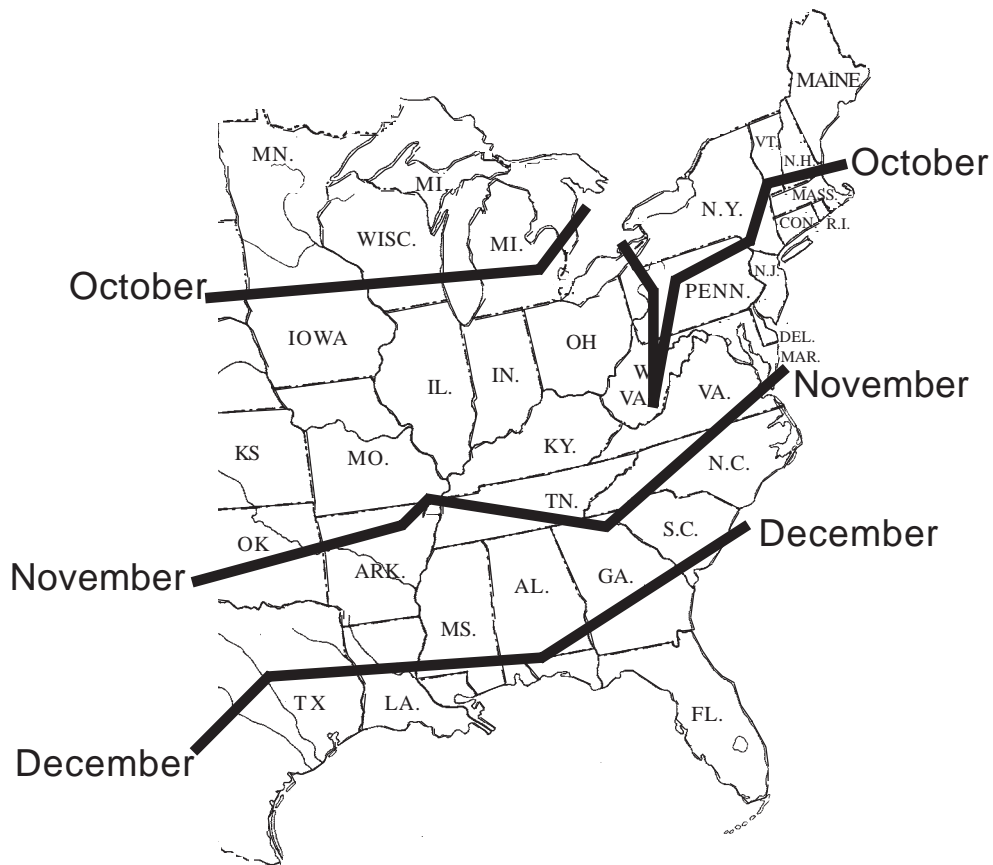 MAINE
MN.
VT.
N.H.
October
MI.
MASS.
N.Y.
CON.
R.I.
WISC.
MI.
N.J.
October
PENN.
IOWA
OH
DEL.
MAR.
IN.
W.
VA.
IL.
VA.
November
KY.
KS
MO.
N.C.
TN.
S.C.
December
OK
November
ARK.
GA.
AL.
MS.
TX
LA.
FL.
December